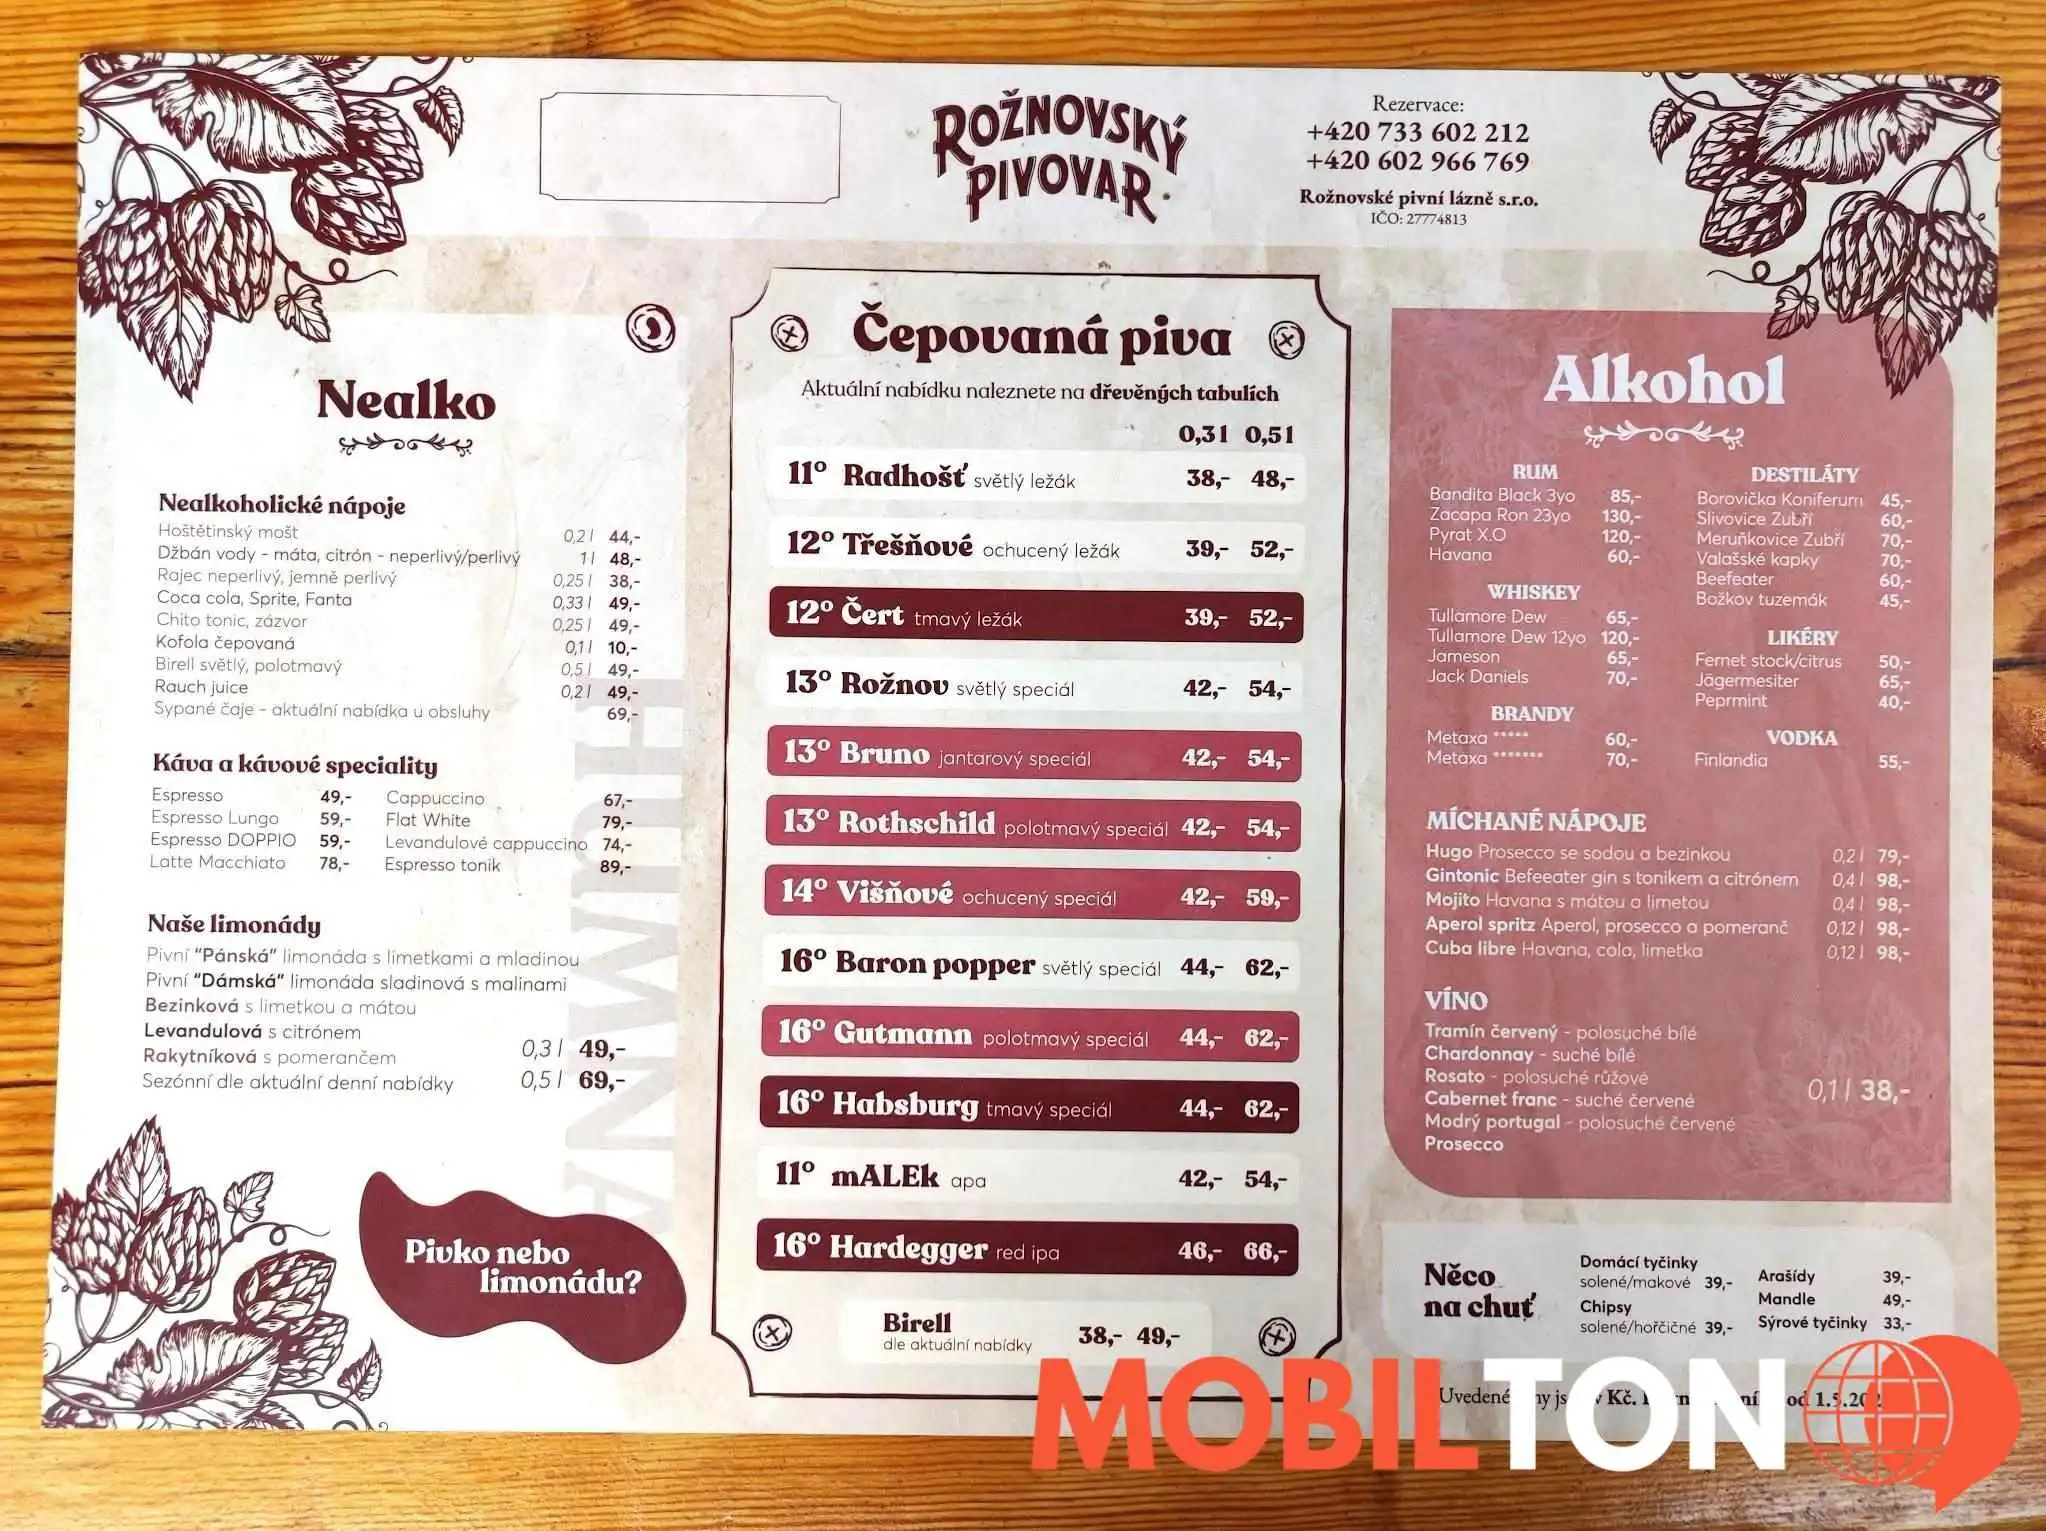 ROŽNOVSKÝ
PIVOVAR
Rezervace:
+420 733 602 212
+420 602 966 769
Rožnovské pivní lázně s.r.o.
IČO: 27774813
Nealko
Nealkoholické nápoje
Hoštětinský mošt 0,2 l 44,-
Džbán vody - máta, citrón - neperlivý/perlivý 1 l 48,-
Rajec neperlivý, jemně perlivý 0,25 l 38,-
Coca cola, Sprite, Fanta 0,33 l 49,-
Chito tonic, zázvor 0,25 l 49,-
Kofola čepovaná 0,1 l 10,-
Birell světlý, polotmavý 0,5 l 49,-
Rauch juice 0,2 l 49,-
Sypané čaje - aktuální nabídka u obsluhy 69,-
Káva a kávové speciality
Espresso 49,- Cappuccino 67,-
Espresso Lungo 59,- Flat White 79,-
Espresso DOPPIO 59,- Levandulové cappuccino 74,-
Latte Macchiato 78,- Espresso tonik 89,-
Naše limonády
Pivní "Pánská" limonáda s limetkami a mladinou
Pivní "Dámská" limonáda sladinová s malinami
Bezinková s limetkou a mátou
Levandulová s citrónem
Rakytníková s pomerančem 0,3 l 49,-
Sezónní dle aktuální denní nabídky 0,5 l 69,-
HUMNA
Pivko nebo
limonádu?
Čepovaná piva
Aktuální nabídku naleznete na dřevěných tabulích
0,3 l 0,5 l
11° Radhošť světlý ležák 38,- 48,-
12° Třešňové ochucený ležák 39,- 52,-
12° Čert tmavý ležák 39,- 52,-
13° Rožnov světlý speciál 42,- 54,-
13° Bruno jantarový speciál 42,- 54,-
13° Rothschild polotmavý speciál 42,- 54,-
14° Višňové ochucený speciál 42,- 59,-
16° Baron popper světlý speciál 44,- 62,-
16° Gutmann polotmavý speciál 44,- 62,-
16° Habsburg tmavý speciál 44,- 62,-
11° mALEk apa 42,- 54,-
16° Hardegger red ipa 46,- 66,-
Birell
dle aktuální nabídky 38,- 49,-
Alkohol
RUM
Bandita Black 3yo 85,-
Zacapa Ron 23yo 130,-
Pyrat X.O 120,-
Havana 60,-
WHISKEY
Tullamore Dew 65,-
Tullamore Dew 12yo 120,-
Jameson 65,-
Jack Daniels 70,-
BRANDY
Metaxa ***** 60,-
Metaxa ******* 70,-
DESTILÁTY
Borovička Koniferum 45,-
Slivovice Zubří 60,-
Meruňkovice Zubří 70,-
Valašské kapky 70,-
Beefeater 60,-
Božkov tuzemák 45,-
LIKÉRY
Fernet stock/citrus 50,-
Jägermesiter 65,-
Peprmint 40,-
VODKA
Finlandia 55,-
MÍCHANÉ NÁPOJE
Hugo Prosecco se sodou a bezinkou 0,2 l 79,-
Gintonic Befeeater gin s tonikem a citrónem 0,4 l 98,-
Mojito Havana s mátou a limetou 0,4 l 98,-
Aperol spritz Aperol, prosecco a pomeranč 0,12 l 98,-
Cuba libre Havana, cola, limetka 0,12 l 98,-
VÍNO
Tramín červený - polosuché bílé
Chardonnay - suché bílé
Rosato - polosuché růžové
Cabernet franc - suché červené 0,1 l 38,-
Modrý portugal - polosuché červené
Prosecco
Něco
na chuť
Domácí tyčinky
solené/makové 39,-
Chipsy
solené/hořčičné 39,-
Arašídy 39,-
Mandle 49,-
Sýrové tyčinky 33,-
Uvedené v Kč. od 1.5.202
MOBILTON